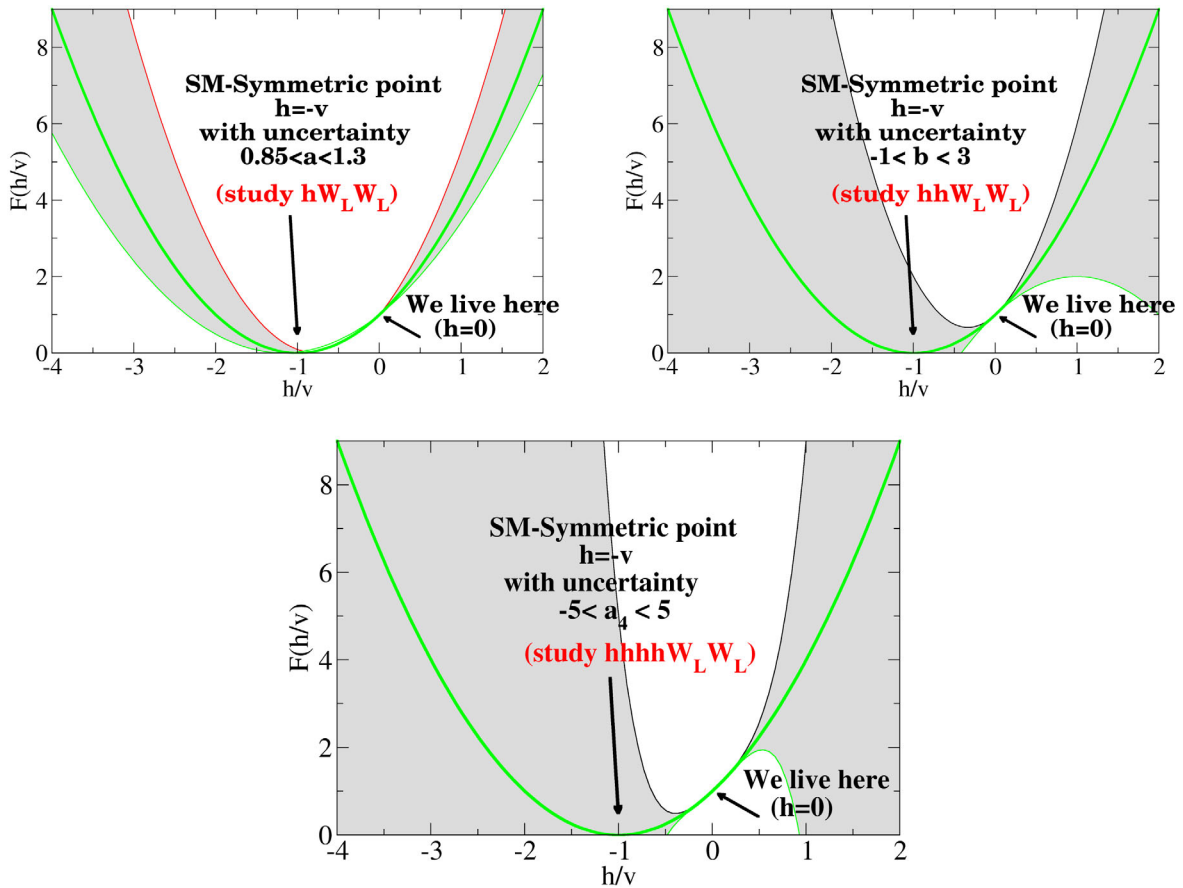 SM-Symmetric point
h=-v
with uncertainty
0.85<a<1.3
(study hW_LW_L)
We live here
(h=0)
F(h/v)
8
6
4
2
0
-4 -3 -2 -1 0 1 2
h/v
SM-Symmetric point
h=-v
with uncertainty
-1< b < 3
(study hhW_LW_L)
We live here
(h=0)
F(h/v)
8
6
4
2
0
-4 -3 -2 -1 0 1 2
h/v
SM-Symmetric point
h=-v
with uncertainty
-5< a_4 < 5
(study hhhhW_LW_L)
We live here
(h=0)
F(h/v)
8
6
4
2
0
-4 -3 -2 -1 0 1 2
h/v